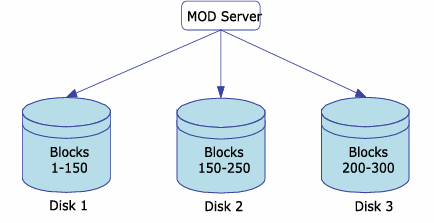 MOD Server
Blocks
1-150
Blocks
150-250
Blocks
200-300
Disk 1
Disk 2
Disk 3